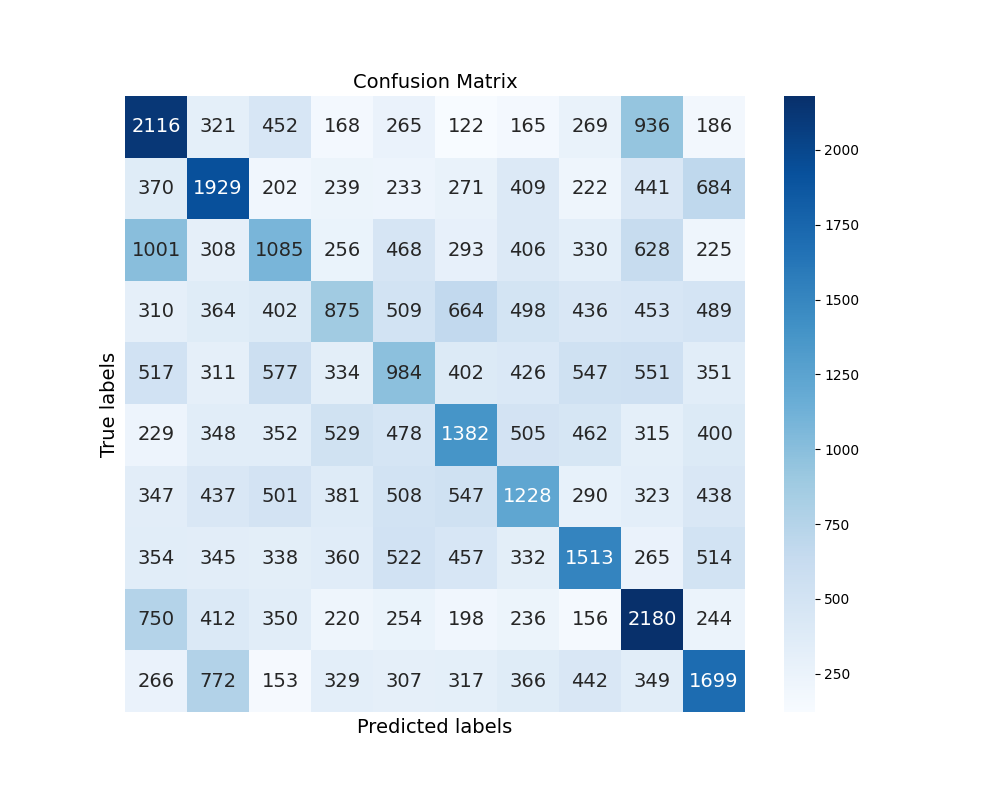 Confusion Matrix
2116 321 452 168 265 122 165 269 936 186
370 1929 202 239 233 271 409 222 441 684
1001 308 1085 256 468 293 406 330 628 225
310 364 402 875 509 664 498 436 453 489
517 311 577 334 984 402 426 547 551 351
229 348 352 529 478 1382 505 462 315 400
347 437 501 381 508 547 1228 290 323 438
354 345 338 360 522 457 332 1513 265 514
750 412 350 220 254 198 236 156 2180 244
266 772 153 329 307 317 366 442 349 1699
True labels
Predicted labels
2000
1750
1500
1250
1000
750
500
250